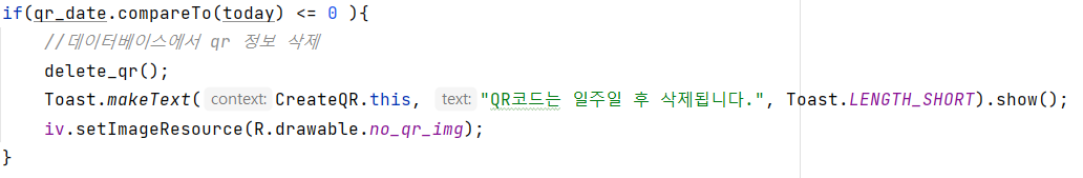 if(qr_date.compareTo(today) <= 0 ){
//데이터베이스에서 qr 정보 삭제
delete_qr();
Toast.makeText( context: CreateQR.this, text: "QR코드는 일주일 후 삭제됩니다.", Toast.LENGTH_SHORT).show();
iv.setImageResource(R.drawable.no_qr_img);
}